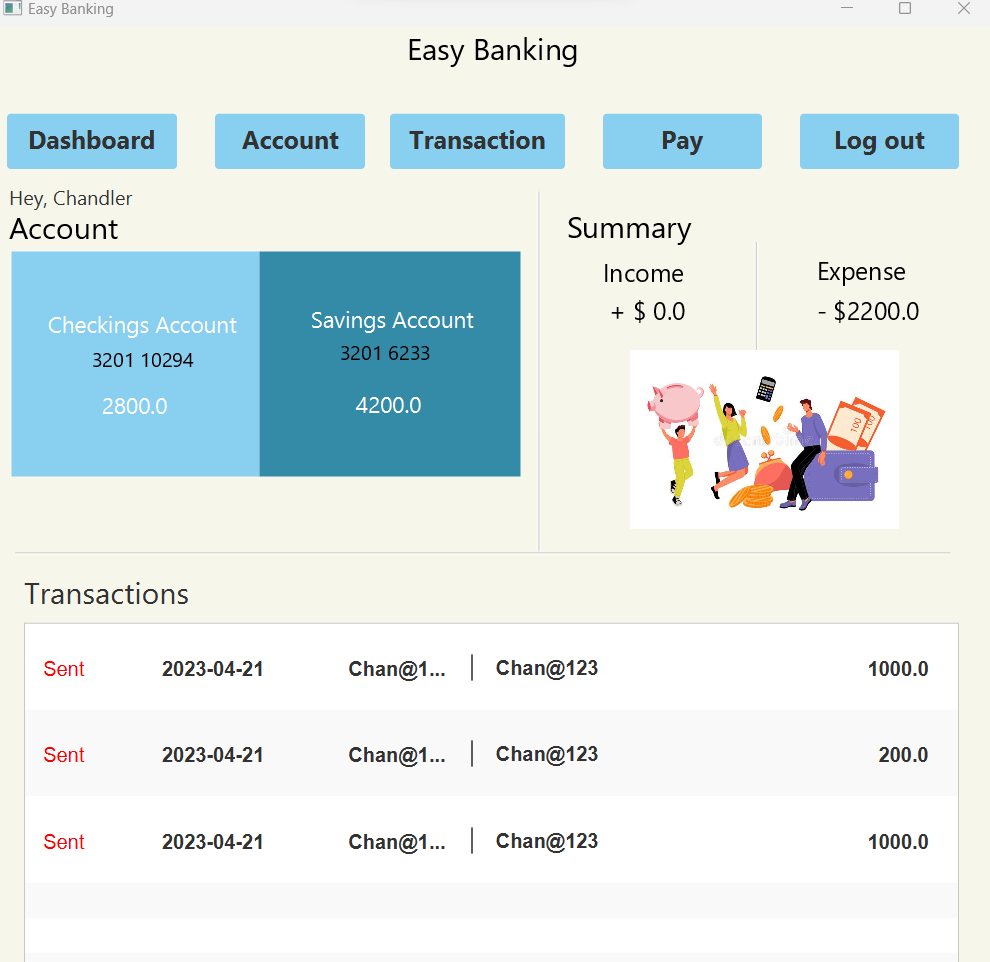 Easy Banking
Easy Banking
Dashboard Account Transaction Pay Log out
Hey, Chandler
Account
Checkings Account
3201 10294
2800.0
Savings Account
3201 6233
4200.0
Summary
Income
+ $ 0.0
Expense
- $2200.0
100
100
Transactions
Sent 2023-04-21 Chan@1... Chan@123 1000.0
Sent 2023-04-21 Chan@1... Chan@123 200.0
Sent 2023-04-21 Chan@1... Chan@123 1000.0